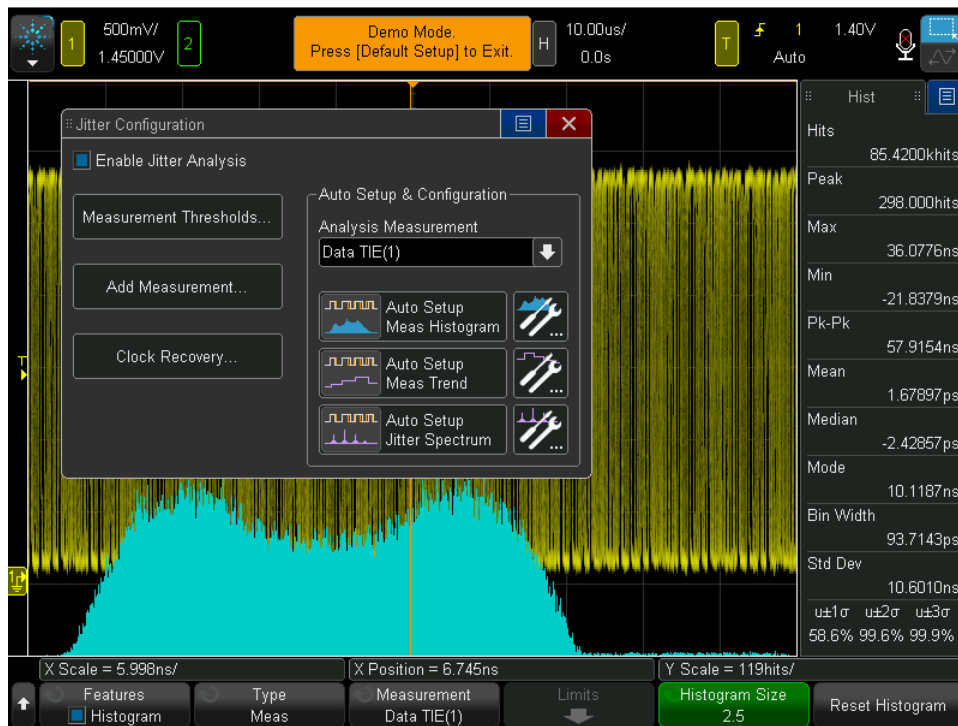 1
500mV/
1.45000V
2
Demo Mode.
Press [Default Setup] to Exit.
H
10.00us/
0.0s
T
1
Auto
1.40V
Jitter Configuration
Enable Jitter Analysis
Measurement Thresholds...
Add Measurement...
Clock Recovery...
Auto Setup & Configuration
Analysis Measurement
Data TIE(1)
Auto Setup
Meas Histogram
...
Auto Setup
Meas Trend
...
Auto Setup
Jitter Spectrum
...
T
1
Hist
Hits
85.4200khits
Peak
298.000hits
Max
36.0776ns
Min
-21.8379ns
Pk-Pk
57.9154ns
Mean
1.67897ps
Median
-2.42857ps
Mode
10.1187ns
Bin Width
93.7143ps
Std Dev
10.6010ns
u±1σ u±2σ u±3σ
58.6% 99.6% 99.9%
X Scale = 5.998ns/
X Position = 6.745ns
Y Scale = 119hits/
Features
Histogram
Type
Meas
Measurement
Data TIE(1)
Limits
Histogram Size
2.5
Reset Histogram